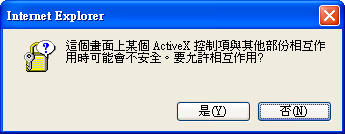 Internet Explorer
這個畫面上某個 ActiveX 控制項與其他部份相互作
用時可能會不安全。要允許相互作用?
是(Y) 否(N)